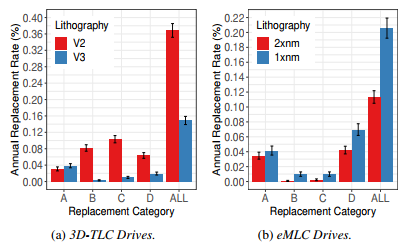 Lithography
V2
V3
Annual Replacement Rate (%)
0.40
0.36
0.32
0.28
0.24
0.20
0.16
0.12
0.08
0.04
0.00
A B C D ALL
Replacement Category
(a) 3D-TLC Drives.
Lithography
2xnm
1xnm
Annual Replacement Rate (%)
0.22
0.20
0.18
0.16
0.14
0.12
0.10
0.08
0.06
0.04
0.02
0.00
A B C D ALL
Replacement Category
(b) eMLC Drives.